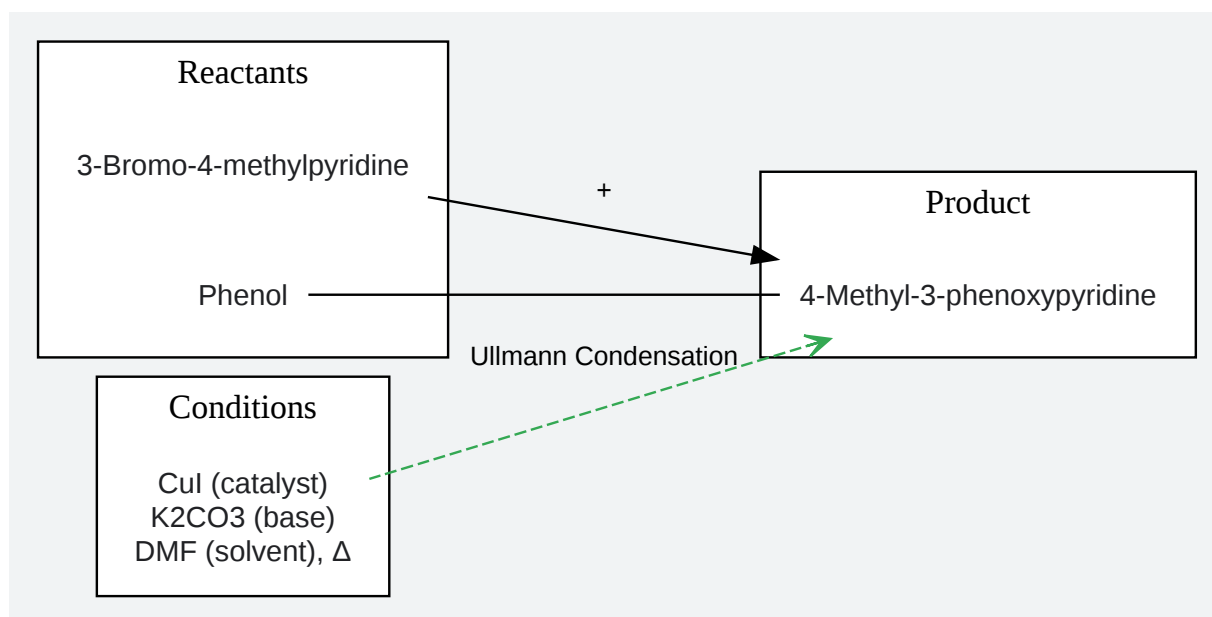 Reactants
3-Bromo-4-methylpyridine
Phenol
+
Product
4-Methyl-3-phenoxypyridine
Ullmann Condensation
Conditions
CuI (catalyst)
K2CO3 (base)
DMF (solvent), Δ